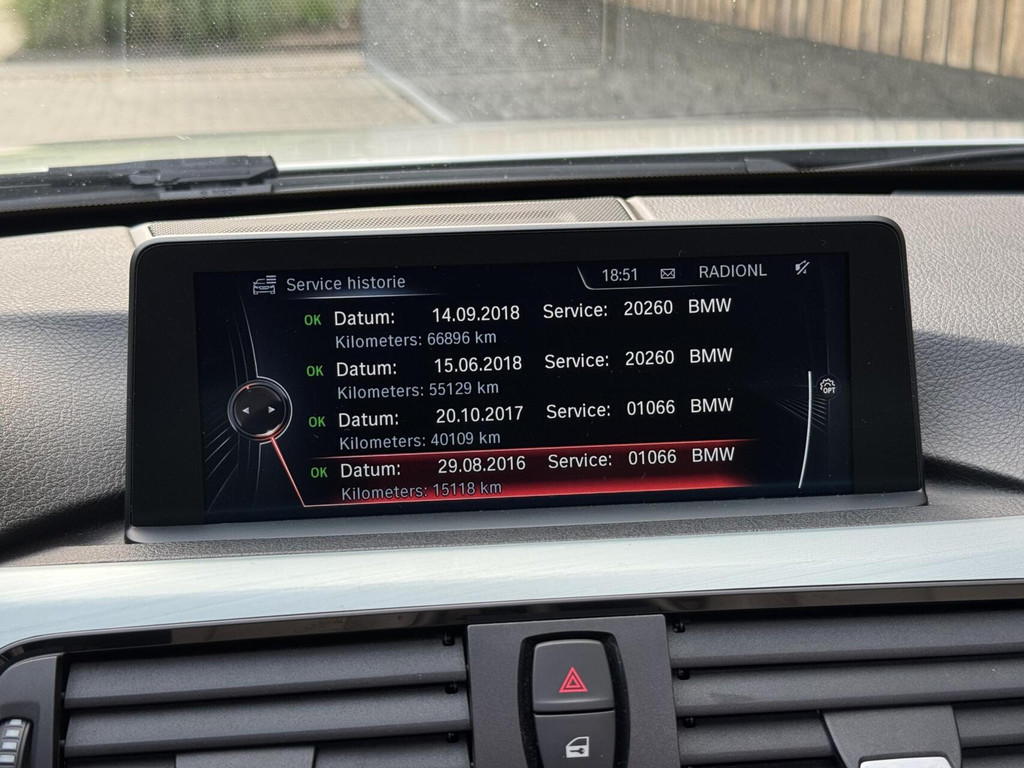 Service historie 18:51 RADIONL
OK Datum: 14.09.2018 Service: 20260 BMW
Kilometers: 66896 km
OK Datum: 15.06.2018 Service: 20260 BMW
Kilometers: 55129 km
OPT
OK Datum: 20.10.2017 Service: 01066 BMW
Kilometers: 40109 km
OK Datum: 29.08.2016 Service: 01066 BMW
Kilometers: 15118 km